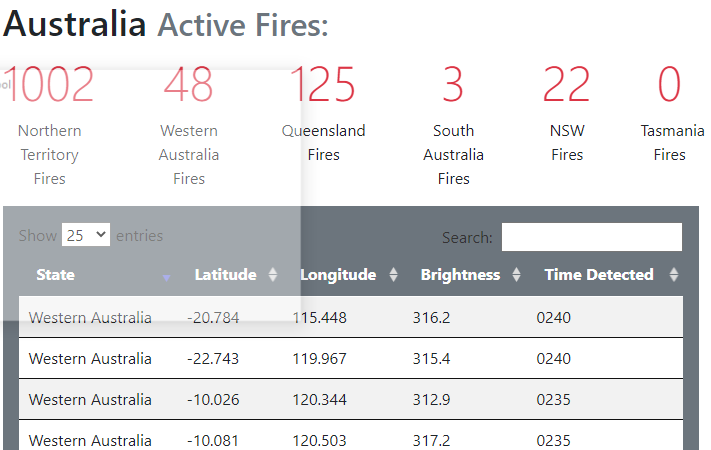 Australia Active Fires:
1002 48 125 3 22 0
Northern Western Queensland South NSW Tasmania
Territory Australia Fires Australia Fires Fires
Fires Fires Fires
Show 25 entries Search:
State Latitude Longitude Brightness Time Detected
Western Australia -20.784 115.448 316.2 0240
Western Australia -22.743 119.967 315.4 0240
Western Australia -10.026 120.344 312.9 0235
Western Australia -10.081 120.503 317.2 0235